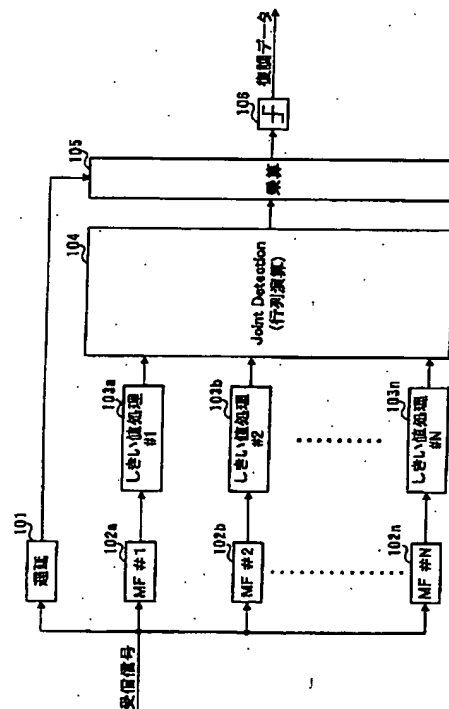 受信信号
101
遅延
102a
MF #1
103a
しきい値処理
#1
102b
MF #2
103b
しきい値処理
#2
102n
MF #N
103n
しきい値処理
#N
104
Joint Detection
(行列演算)
105
乗算
106
復調データ